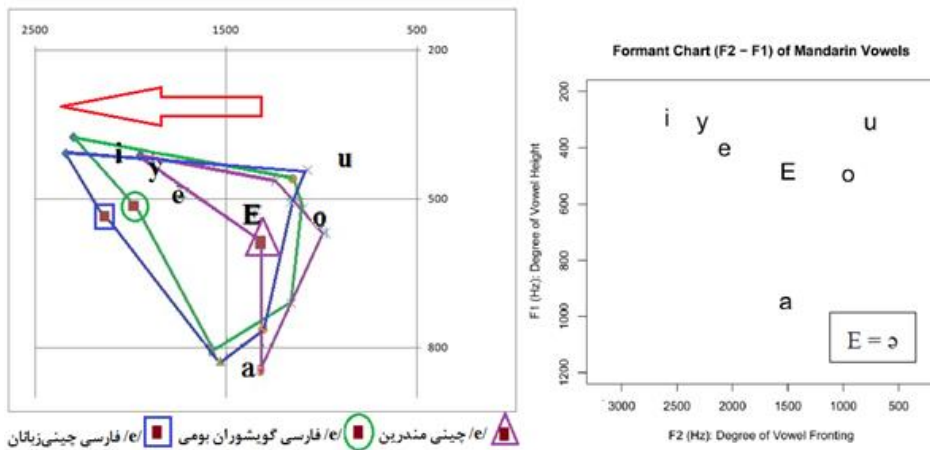 2500 1500 500
200
i
y
e
u
E
o
500
800
a
/e/ چینی مندرین /e/ فارسی گویشوران بومی /e/ فارسی چینی‌زبانان
Formant Chart (F2 − F1) of Mandarin Vowels
F1 (Hz): Degree of Vowel Height
200
400
600
800
1000
1200
i y u
e
E o
a
E = ə
3000 2500 2000 1500 1000 500
F2 (Hz): Degree of Vowel Fronting